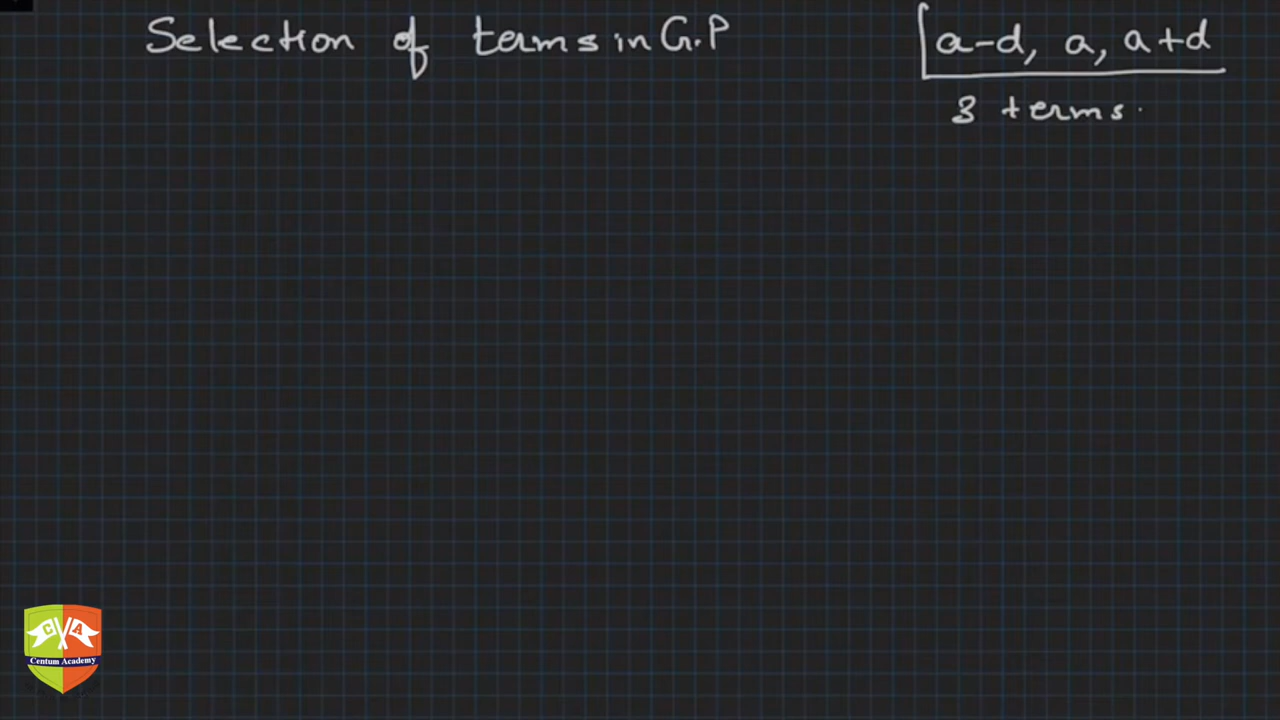 Selection of terms in G.P
a-d, a, a+d
3 terms.
C A
Centum Academy